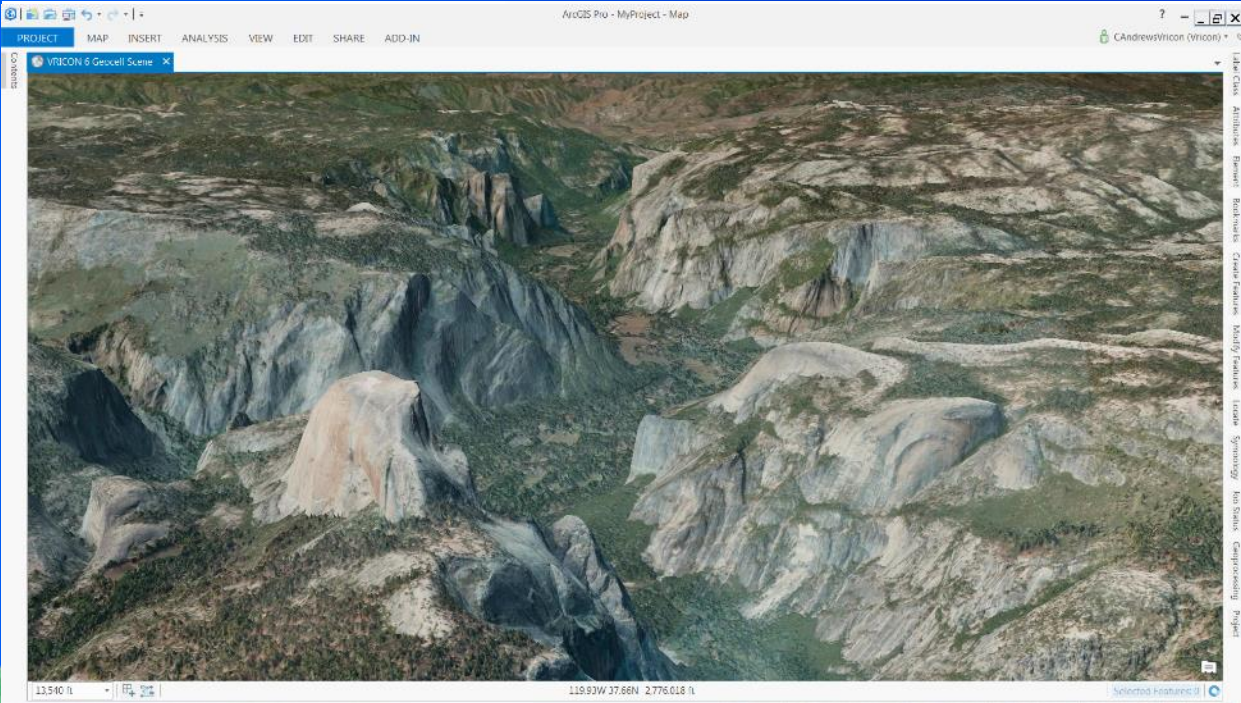 ArcGIS Pro - MyProject - Map
?
CAndrewsVricon (Vricon)
PROJECT MAP INSERT ANALYSIS VIEW EDIT SHARE ADD-IN
Contents
VRICON 6 Geocell Scene
Label Class
Attributes
Element
Bookmarks
Create Features
Modify Features
Locate
Symbology
Job Status
Geoprocessing
Project
13,540 ft
119.93W 37.66N 2,776.018 ft
Selected Features: 0